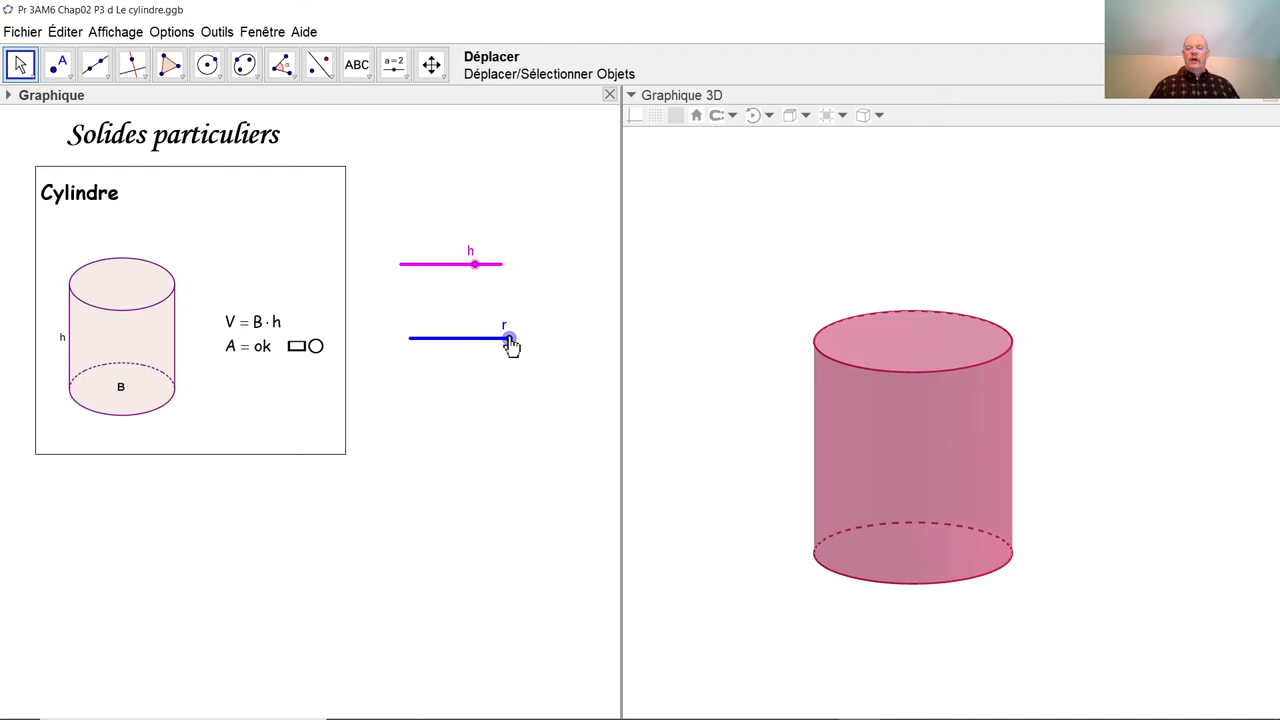 Pr 3AM6 Chap02 P3 d Le cylindre.ggb
Fichier Éditer Affichage Options Outils Fenêtre Aide
A
ABC
a=2
Déplacer
Déplacer/Sélectionner Objets
Graphique
Graphique 3D
Solides particuliers
Cylindre
h
r
V = B · h
A = ok
h
B